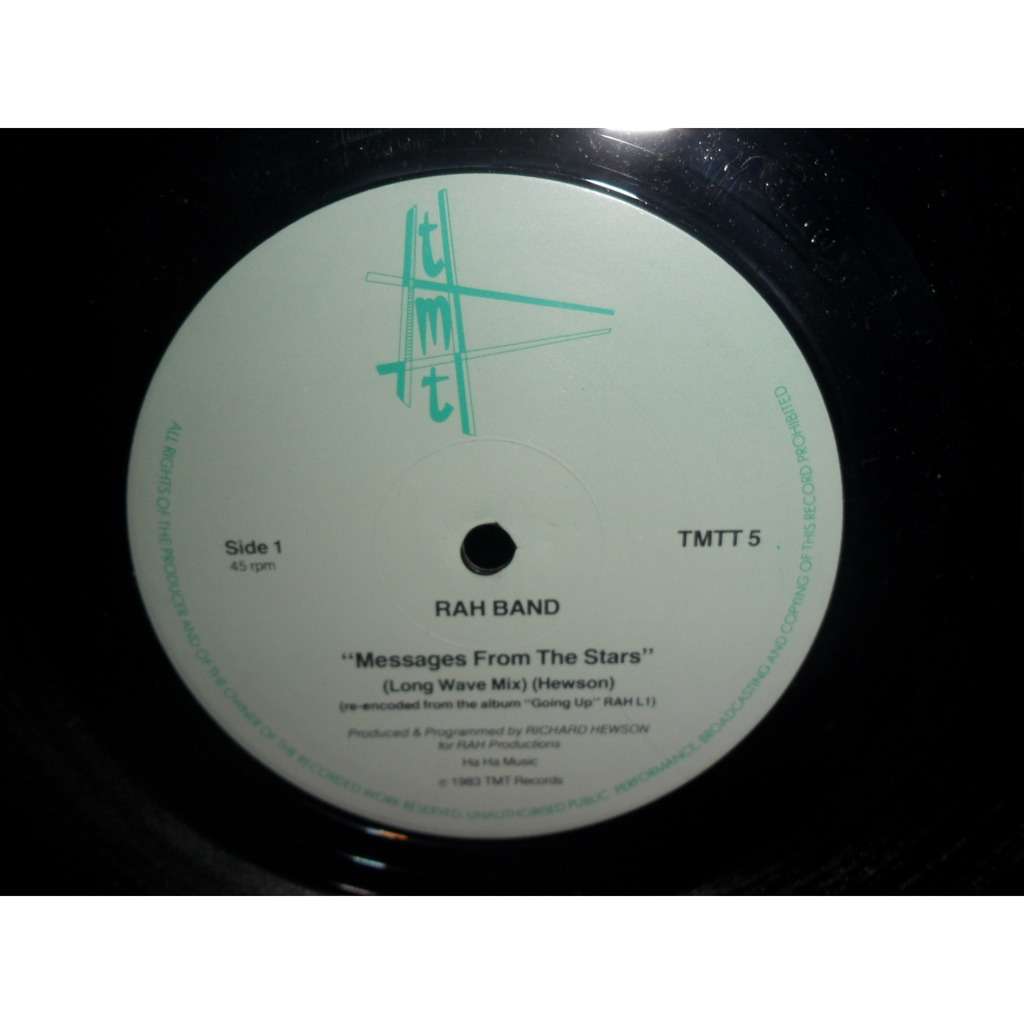 tmt
Side 1
45 rpm
TMTT 5
RAH BAND
"Messages From The Stars"
(Long Wave Mix) (Hewson)
(re-encoded from the album "Going Up" RAH L1)
Produced & Programmed by RICHARD HEWSON
for RAH Productions
Ha Ha Music
℗ 1983 TMT Records
ALL RIGHTS OF THE PRODUCER AND OF THE OWNER OF THE RECORDED WORK RESERVED. UNAUTHORISED PUBLIC PERFORMANCE, BROADCASTING AND COPYING OF THIS RECORD PROHIBITED